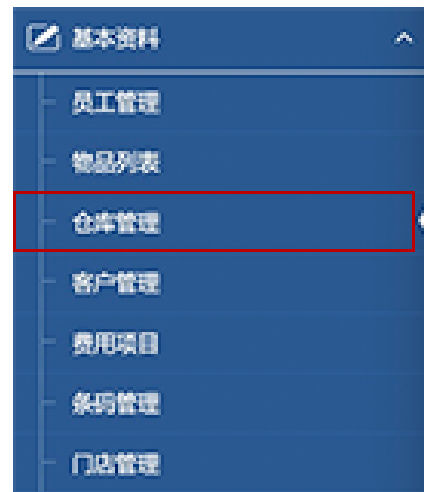 基本资料
员工管理
物品列表
仓库管理
客户管理
费用项目
条码管理
门店管理